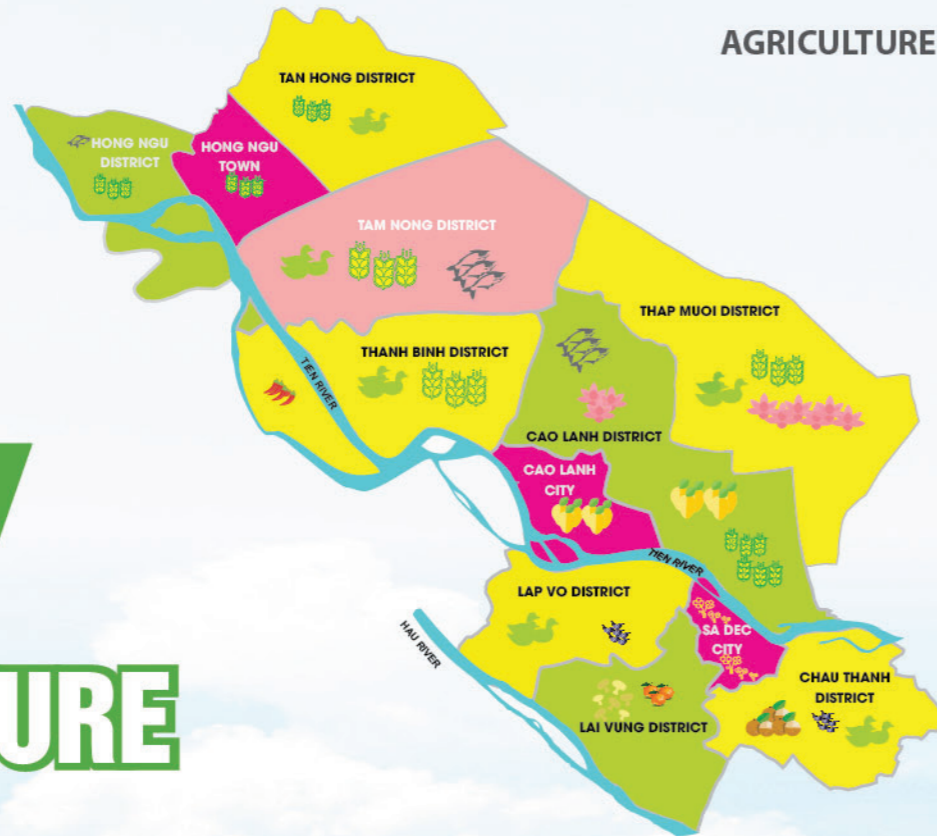 AGRICULTURE
TAN HONG DISTRICT
HONG NGU
DISTRICT
HONG NGU
TOWN
TAM NONG DISTRICT
THAP MUOI DISTRICT
THANH BINH DISTRICT
TIEN RIVER
CAO LANH DISTRICT
CAO LANH
CITY
TIEN RIVER
LAP VO DISTRICT
HAU RIVER
SA DEC
CITY
CHAU THANH
DISTRICT
LAI VUNG DISTRICT
URE